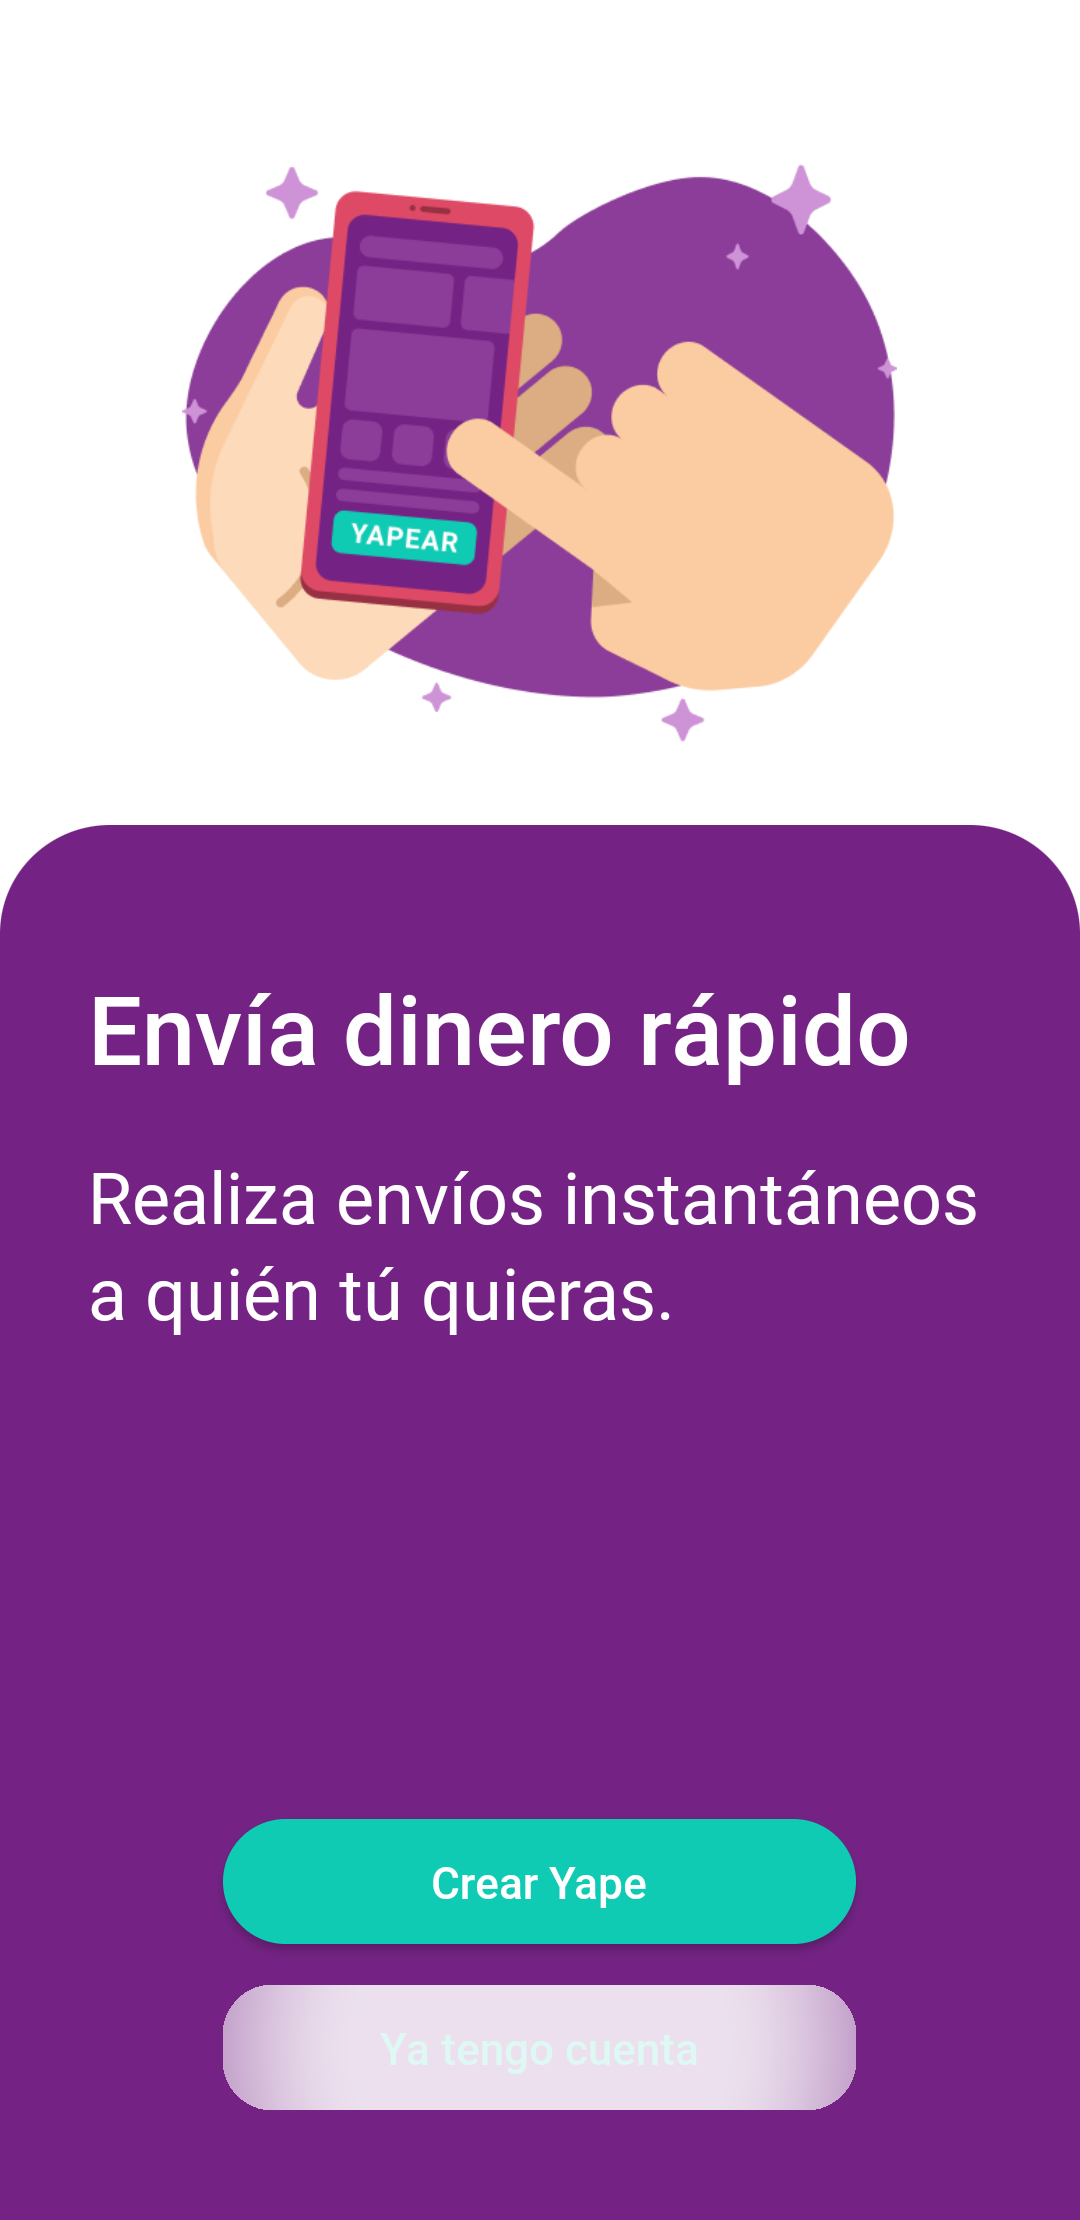 YAPEAR
Envía dinero rápido
Realiza envíos instantáneos
a quién tú quieras.
Crear Yape
Ya tengo cuenta